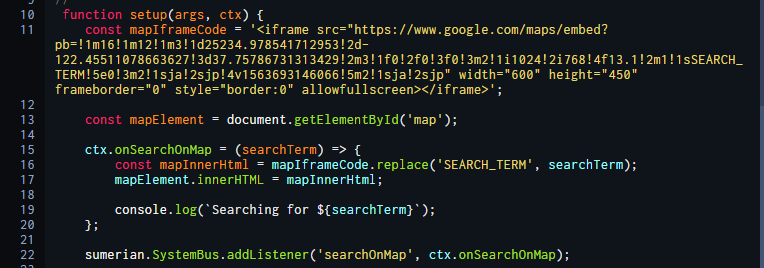 9 //
10 function setup(args, ctx) {
11 const mapIframeCode = '<iframe src="https://www.google.com/maps/embed?
pb=!1m16!1m12!1m3!1d25234.978541712953!2d-
122.45511078663627!3d37.75786731313429!2m3!1f0!2f0!3f0!3m2!1i1024!2i768!4f13.1!2m1!1sSEARCH_
TERM!5e0!3m2!1sja!2sjp!4v1563693146066!5m2!1sja!2sjp" width="600" height="450"
frameborder="0" style="border:0" allowfullscreen></iframe>';
12
13 const mapElement = document.getElementById('map');
14
15 ctx.onSearchOnMap = (searchTerm) => {
16 const mapInnerHtml = mapIframeCode.replace('SEARCH_TERM', searchTerm);
17 mapElement.innerHTML = mapInnerHtml;
18
19 console.log(`Searching for ${searchTerm}`);
20 };
21
22 sumerian.SystemBus.addListener('searchOnMap', ctx.onSearchOnMap);